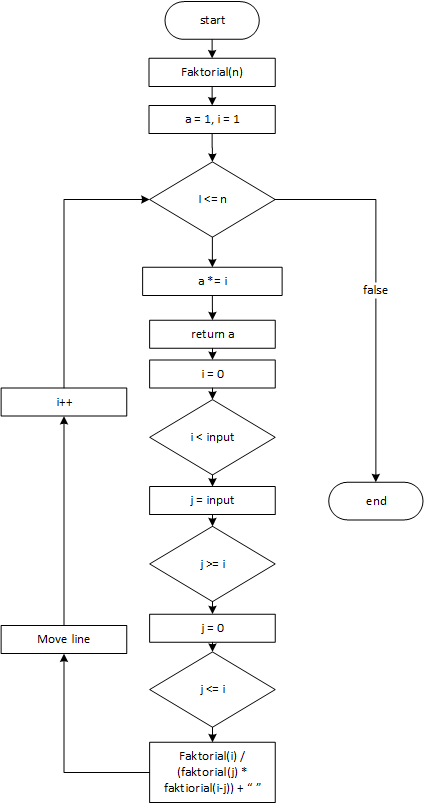 start
Faktorial(n)
a = 1, i = 1
I <= n
a *= i
false
return a
i = 0
i++
i < input
j = input
end
j >= i
j = 0
Move line
j <= i
Faktorial(i) /
(faktorial(j) *
faktiorial(i-j)) + “ ”